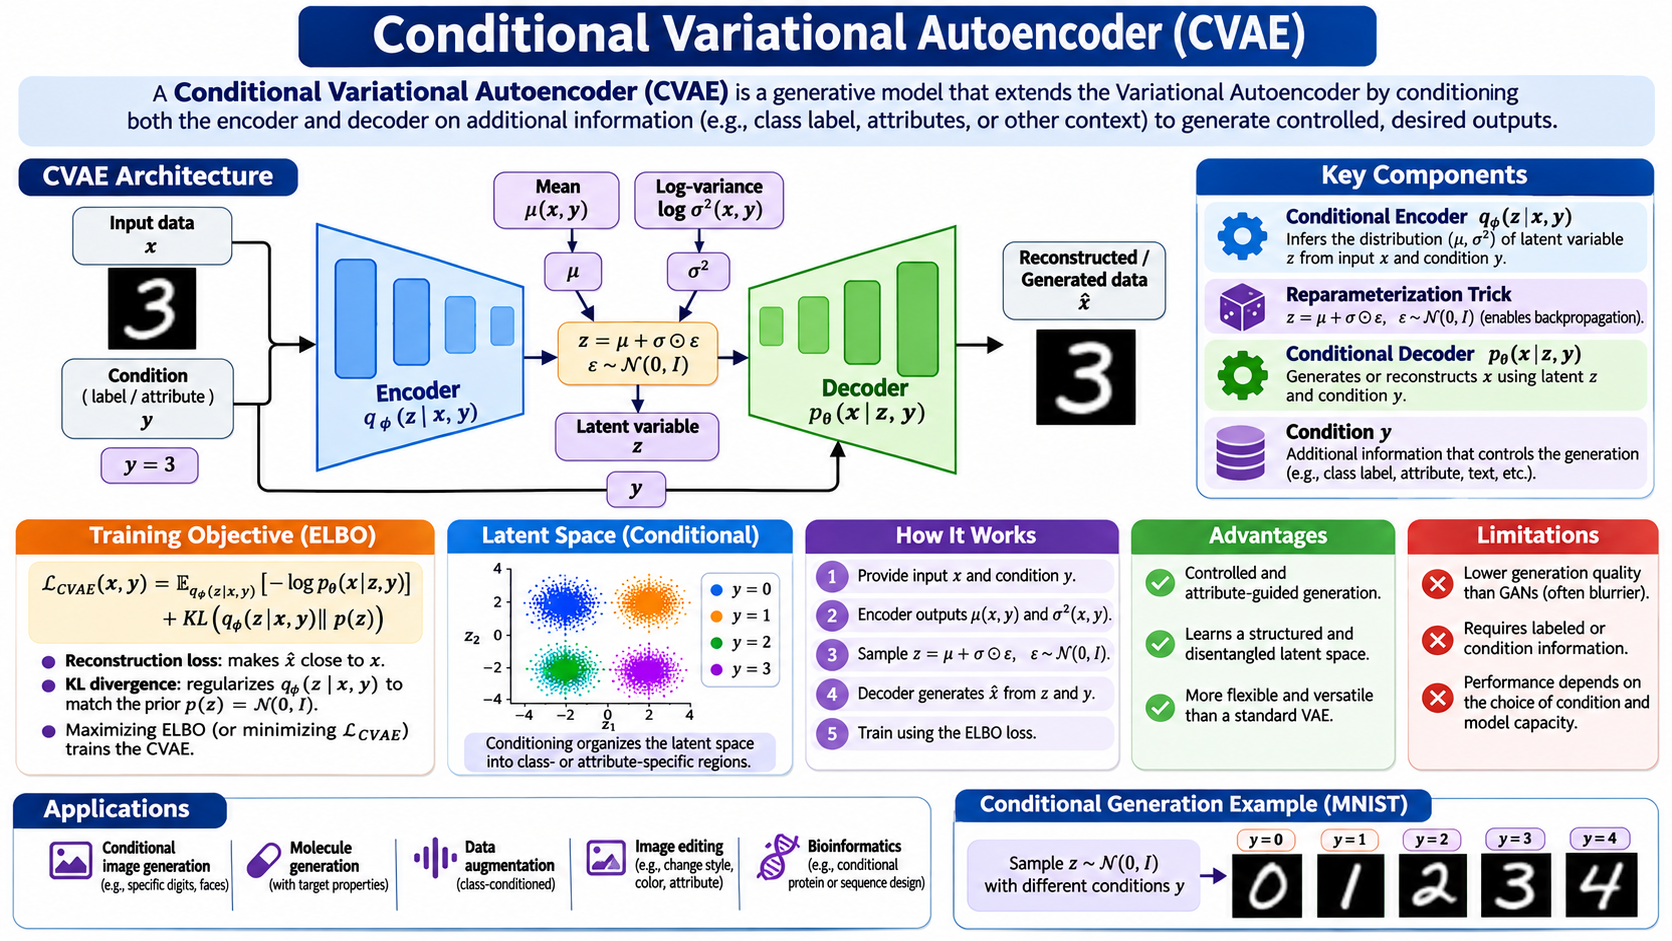 Conditional Variational Autoencoder (CVAE)
A Conditional Variational Autoencoder (CVAE) is a generative model that extends the Variational Autoencoder by conditioning
both the encoder and decoder on additional information (e.g., class label, attributes, or other context) to generate controlled, desired outputs.
CVAE Architecture
Input data
x
3
Condition
( label / attribute )
y
y = 3
Encoder
q_ϕ (z | x, y)
Mean
μ(x, y)
Log-variance
log σ²(x, y)
μ
σ²
z = μ + σ ⊙ ε
ε ∼ 𝒩(0, I)
Latent variable
z
y
Decoder
p_θ (x | z, y)
Reconstructed /
Generated data
x̂
3
Key Components
Conditional Encoder q_ϕ(z | x, y)
Infers the distribution (μ, σ²) of latent variable
z from input x and condition y.
Reparameterization Trick
z = μ + σ ⊙ ε, ε ∼ 𝒩(0, I) (enables backpropagation).
Conditional Decoder p_θ(x | z, y)
Generates or reconstructs x using latent z
and condition y.
Condition y
Additional information that controls the generation
(e.g., class label, attribute, text, etc.).
Training Objective (ELBO)
ℒ_CVAE(x, y) = 𝔼_q_ϕ(z|x,y) [− log p_θ(x|z, y)]
+ KL(q_ϕ(z|x, y)‖ p(z))
Reconstruction loss: makes x̂ close to x.
KL divergence: regularizes q_ϕ (z | x, y) to
match the prior p(z) = 𝒩(0, I).
Maximizing ELBO (or minimizing ℒ_CVAE)
trains the CVAE.
Latent Space (Conditional)
4
2
0
−2
−4
z₂
−4 −2 0 2 4
z₁
y = 0
y = 1
y = 2
y = 3
Conditioning organizes the latent space
into class- or attribute-specific regions.
How It Works
1 Provide input x and condition y.
2 Encoder outputs μ(x, y) and σ²(x, y).
3 Sample z = μ + σ ⊙ ε, ε ∼ 𝒩(0, I).
4 Decoder generates x̂ from z and y.
5 Train using the ELBO loss.
Advantages
Controlled and
attribute-guided generation.
Learns a structured and
disentangled latent space.
More flexible and versatile
than a standard VAE.
Limitations
Lower generation quality
than GANs (often blurrier).
Requires labeled or
condition information.
Performance depends on
the choice of condition and
model capacity.
Applications
Conditional
image generation
(e.g., specific digits, faces)
Molecule
generation
(with target properties)
Data
augmentation
(class-conditioned)
Image editing
(e.g., change style,
color, attribute)
Bioinformatics
(e.g., conditional
protein or sequence design)
Conditional Generation Example (MNIST)
Sample z ∼ 𝒩(0, I)
with different conditions y
y = 0 y = 1 y = 2 y = 3 y = 4
0 1 2 3 4